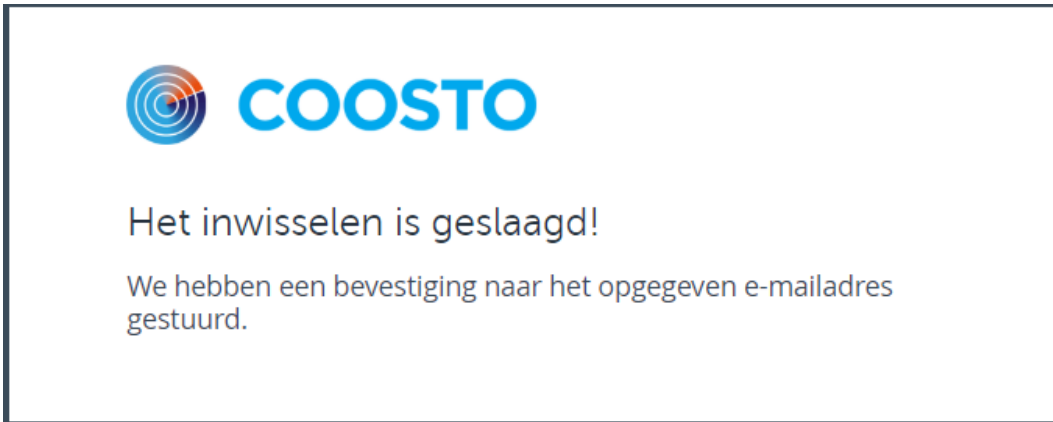 COOSTO
Het inwisselen is geslaagd!
We hebben een bevestiging naar het opgegeven e-mailadres
gestuurd.